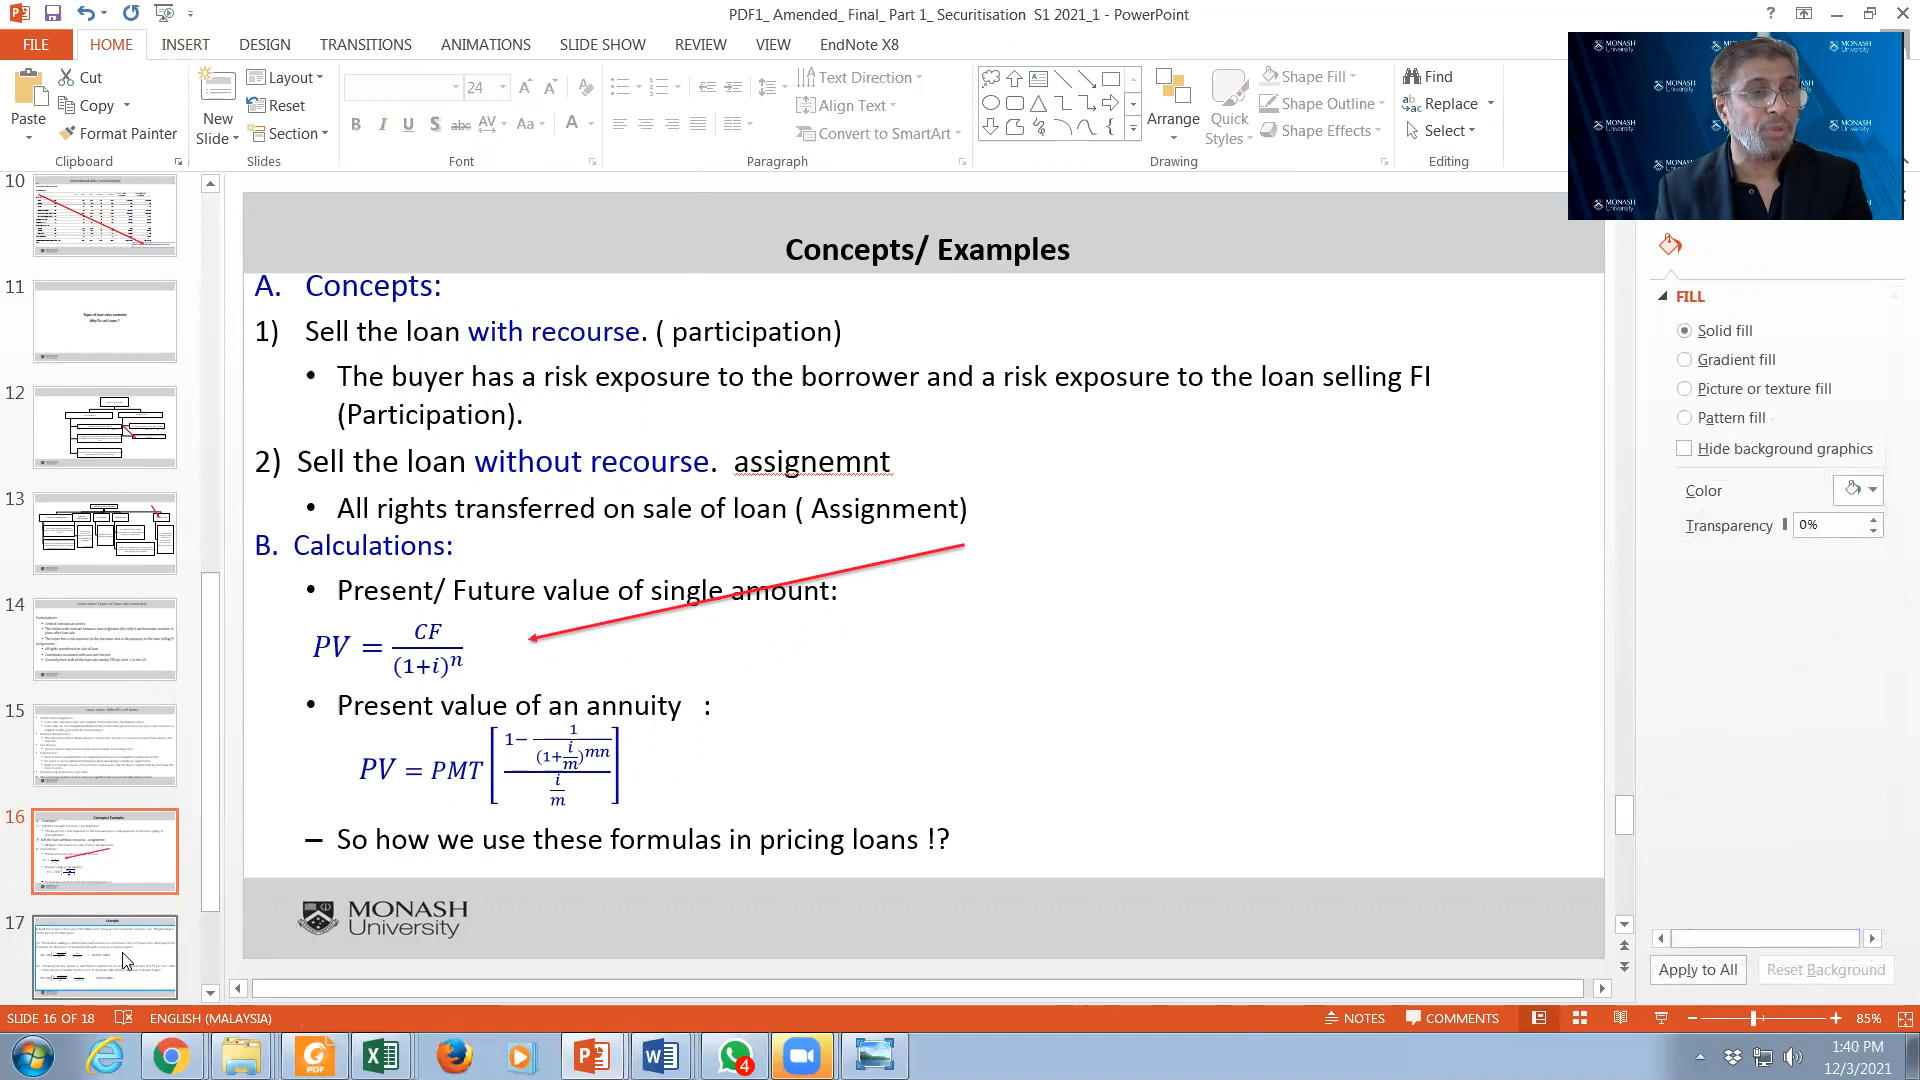 PDF1_ Amended_ Final_ Part 1_ Securitisation S1 2021_1 - PowerPoint
FILE HOME INSERT DESIGN TRANSITIONS ANIMATIONS SLIDE SHOW REVIEW VIEW EndNote X8
Paste Cut Copy Format Painter
Clipboard
New Slide Layout Reset Section
Slides
24
B I U S abc AV Aa A
Font
Text Direction Align Text Convert to SmartArt
Paragraph
Arrange Quick Styles Shape Fill Shape Outline Shape Effects
Drawing
Find Replace Select
Editing
MONASH University
10
11
12
13
14
15
16
17
Concepts/ Examples
A. Concepts:
1) Sell the loan with recourse. ( participation)
• The buyer has a risk exposure to the borrower and a risk exposure to the loan selling FI
(Participation).
2) Sell the loan without recourse. assignemnt
• All rights transferred on sale of loan ( Assignment)
B. Calculations:
• Present/ Future value of single amount:
PV = CF / (1+i)^n
• Present value of an annuity :
PV = PMT [ (1 − 1 / (1+i/m)^mn) / (i/m) ]
– So how we use these formulas in pricing loans !?
MONASH University
FILL
Solid fill
Gradient fill
Picture or texture fill
Pattern fill
Hide background graphics
Color
Transparency 0%
Apply to All Reset Background
SLIDE 16 OF 18 ENGLISH (MALAYSIA) NOTES COMMENTS 85%
PDF
4
1:40 PM
12/3/2021